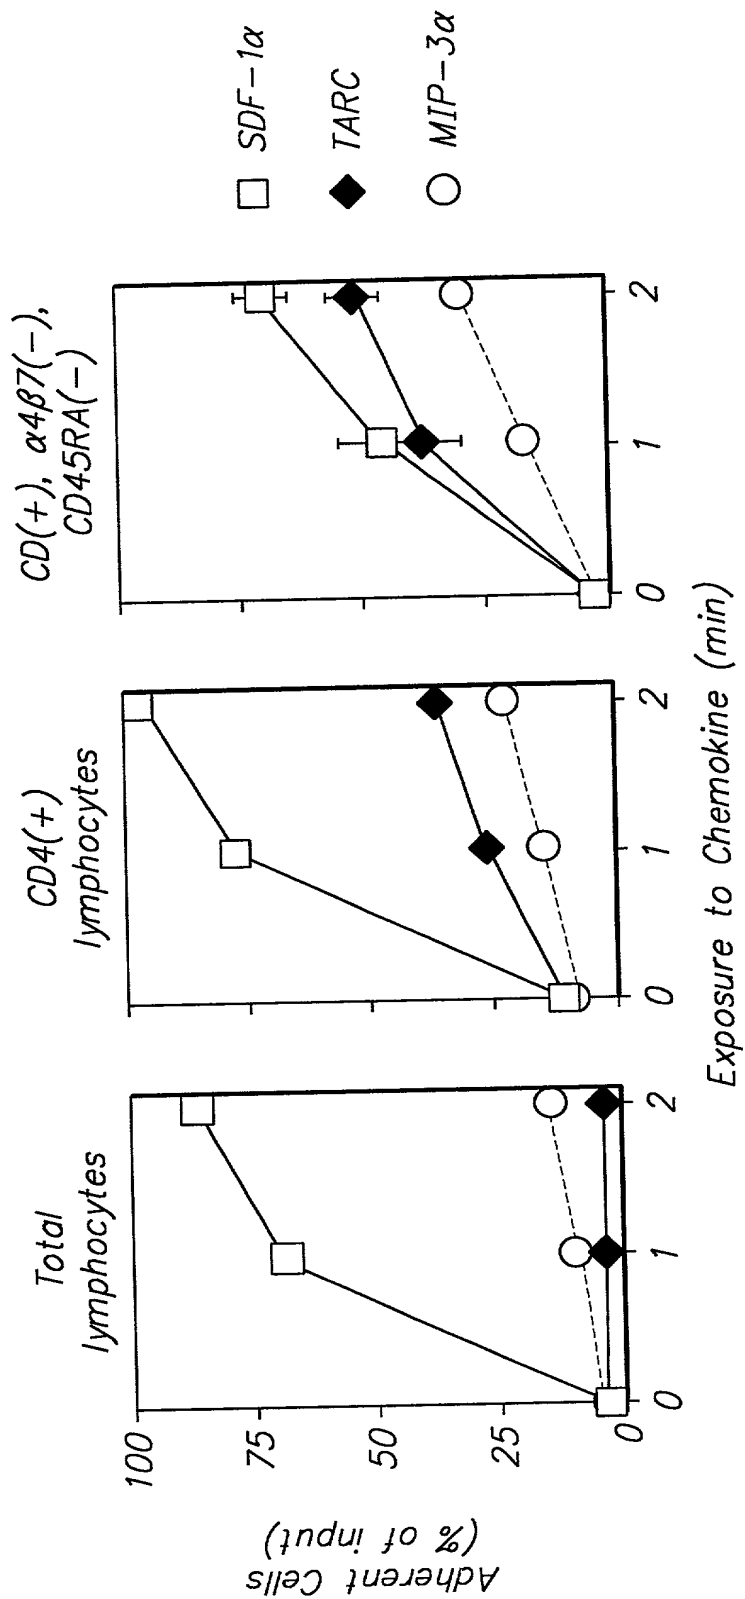 Total
lymphocytes
CD4(+)
lymphocytes
CD(+), α4β7(-),
CD45RA(-)
Adherent Cells
(% of input)
100
75
50
25
0
0
1
2
0
1
2
0
1
2
Exposure to Chemokine (min)
SDF-1α
TARC
MIP-3α